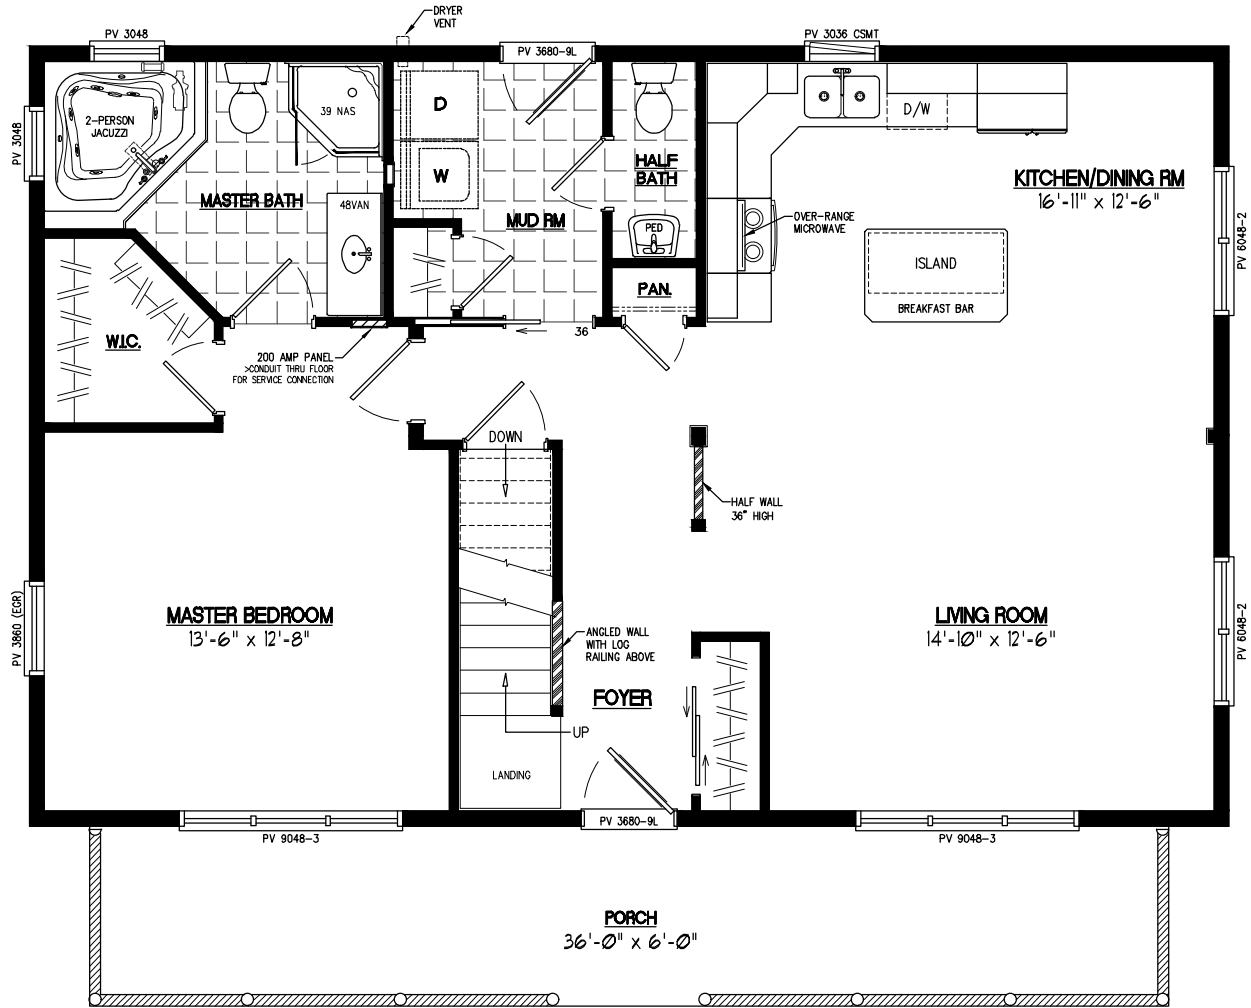 DRYER
VENT
PV 3048
PV 3680-9L
PV 3036 CSMT
2-PERSON
JACUZZI
39 NAS
D
D/W
PV 3048
HALF
BATH
W
KITCHEN/DINING RM
16'-11" x 12'-6"
MASTER BATH
48VAN
MUD RM
PED
OVER-RANGE
MICROWAVE
PV 6048-2
ISLAND
BREAKFAST BAR
PAN.
36
W.I.C.
200 AMP PANEL
>CONDUIT THRU FLOOR
FOR SERVICE CONNECTION
DOWN
HALF WALL
36" HIGH
PV 3860 (EGR)
MASTER BEDROOM
13'-6" x 12'-8"
ANGLED WALL
WITH LOG
RAILING ABOVE
LIVING ROOM
14'-10" x 12'-6"
PV 6048-2
FOYER
UP
LANDING
PV 9048-3
PV 3680-9L
PV 9048-3
PORCH
36'-0" x 6'-0"